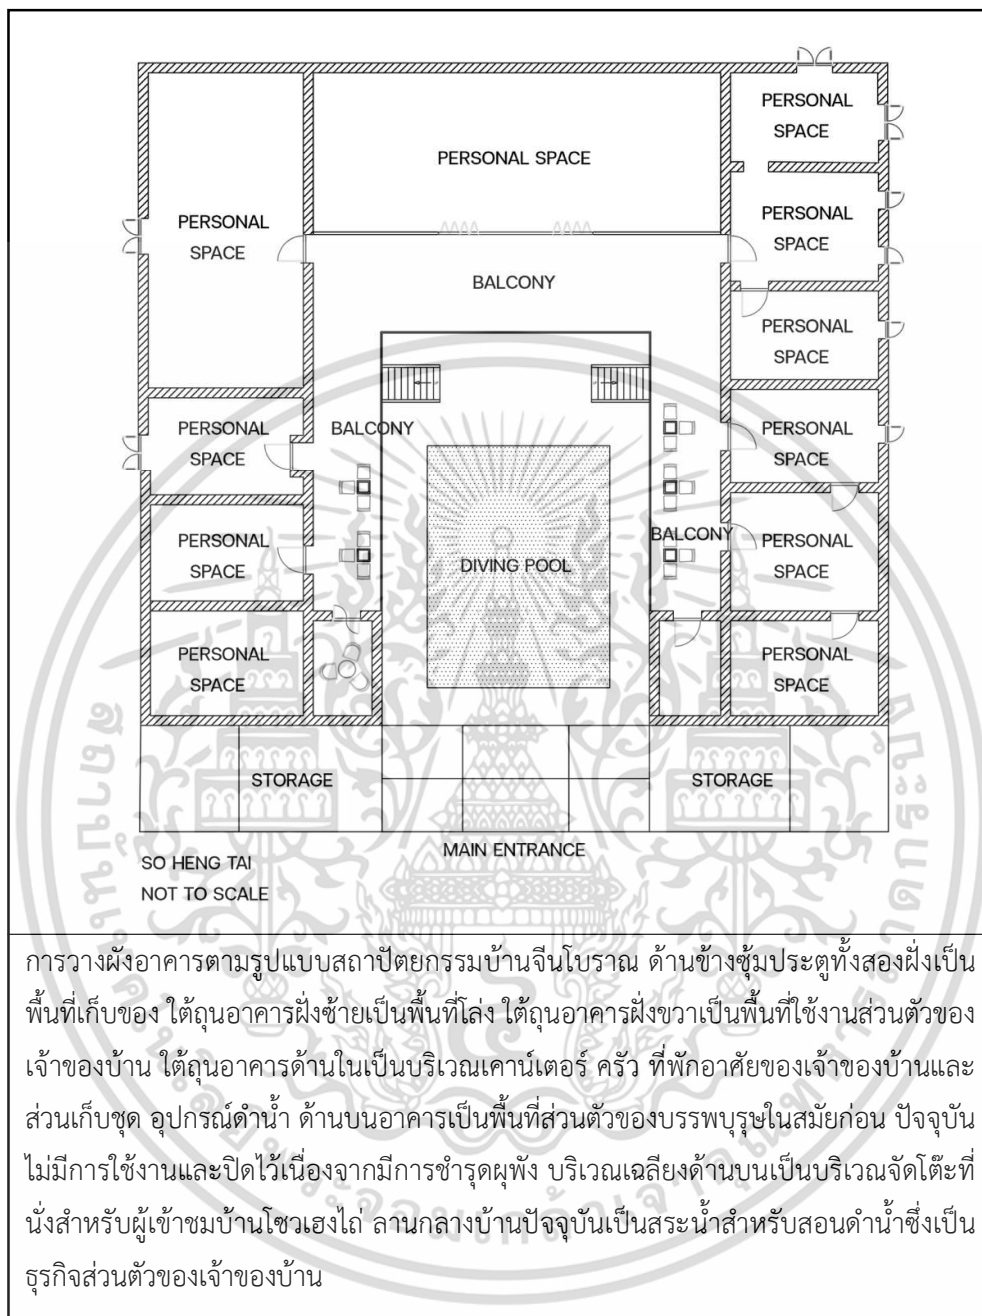 PERSONAL
SPACE
PERSONAL SPACE
PERSONAL
SPACE
PERSONAL
SPACE
BALCONY
PERSONAL
SPACE
PERSONAL
SPACE
BALCONY
PERSONAL
SPACE
PERSONAL
SPACE
DIVING POOL
BALCONY
PERSONAL
SPACE
PERSONAL
SPACE
PERSONAL
SPACE
STORAGE
STORAGE
MAIN ENTRANCE
SO HENG TAI
NOT TO SCALE
การวางผังอาคารตามรูปแบบสถาปัตยกรรมบ้านจีนโบราณ ด้านข้างซุ้มประตูทั้งสองฝั่งเป็น
พื้นที่เก็บของ ใต้ถุนอาคารฝั่งซ้ายเป็นพื้นที่โล่ง ใต้ถุนอาคารฝั่งขวาเป็นพื้นที่ใช้งานส่วนตัวของ
เจ้าของบ้าน ใต้ถุนอาคารด้านในเป็นบริเวณเคาน์เตอร์ ครัว ที่พักอาศัยของเจ้าของบ้านและ
ส่วนเก็บชุด อุปกรณ์ดำน้ำ ด้านบนอาคารเป็นพื้นที่ส่วนตัวของบรรพบุรุษในสมัยก่อน ปัจจุบัน
ไม่มีการใช้งานและปิดไว้เนื่องจากมีการชำรุดผุพัง บริเวณเฉลียงด้านบนเป็นบริเวณจัดโต๊ะที่
นั่งสำหรับผู้เข้าชมบ้านโซวเฮงไถ่ ลานกลางบ้านปัจจุบันเป็นสระน้ำสำหรับสอนดำน้ำซึ่งเป็น
ธุรกิจส่วนตัวของเจ้าของบ้าน